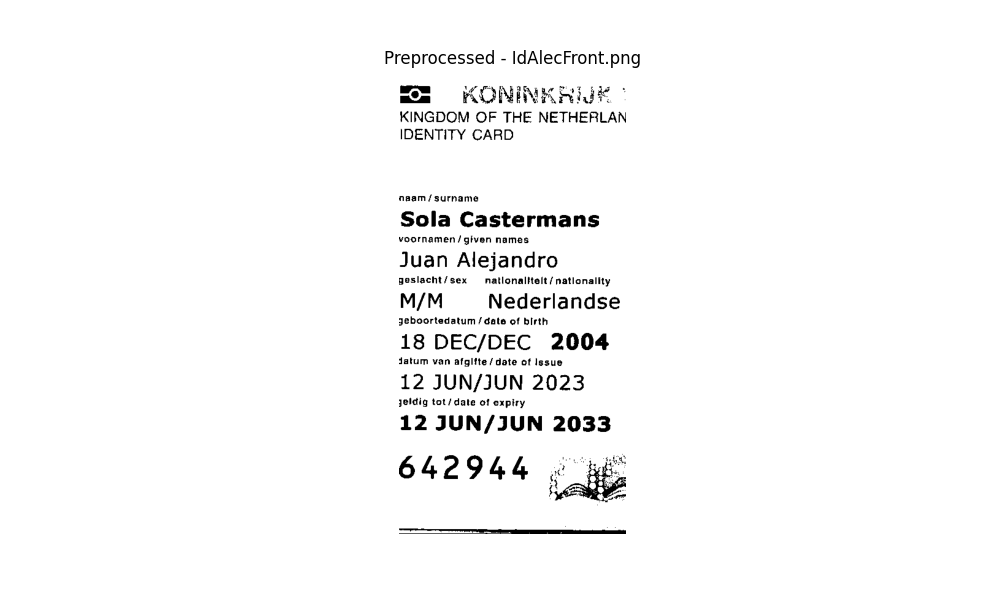 Preprocessed - IdAlecFront.png
KONINKRIJK
KINGDOM OF THE NETHERLAN
IDENTITY CARD
naam / surname
Sola Castermans
voornamen / given names
Juan Alejandro
geslacht / sex nationaliteit / nationality
M/M Nederlandse
geboortedatum / date of birth
18 DEC/DEC 2004
datum van afgifte / date of issue
12 JUN/JUN 2023
geldig tot / date of expiry
12 JUN/JUN 2033
642944